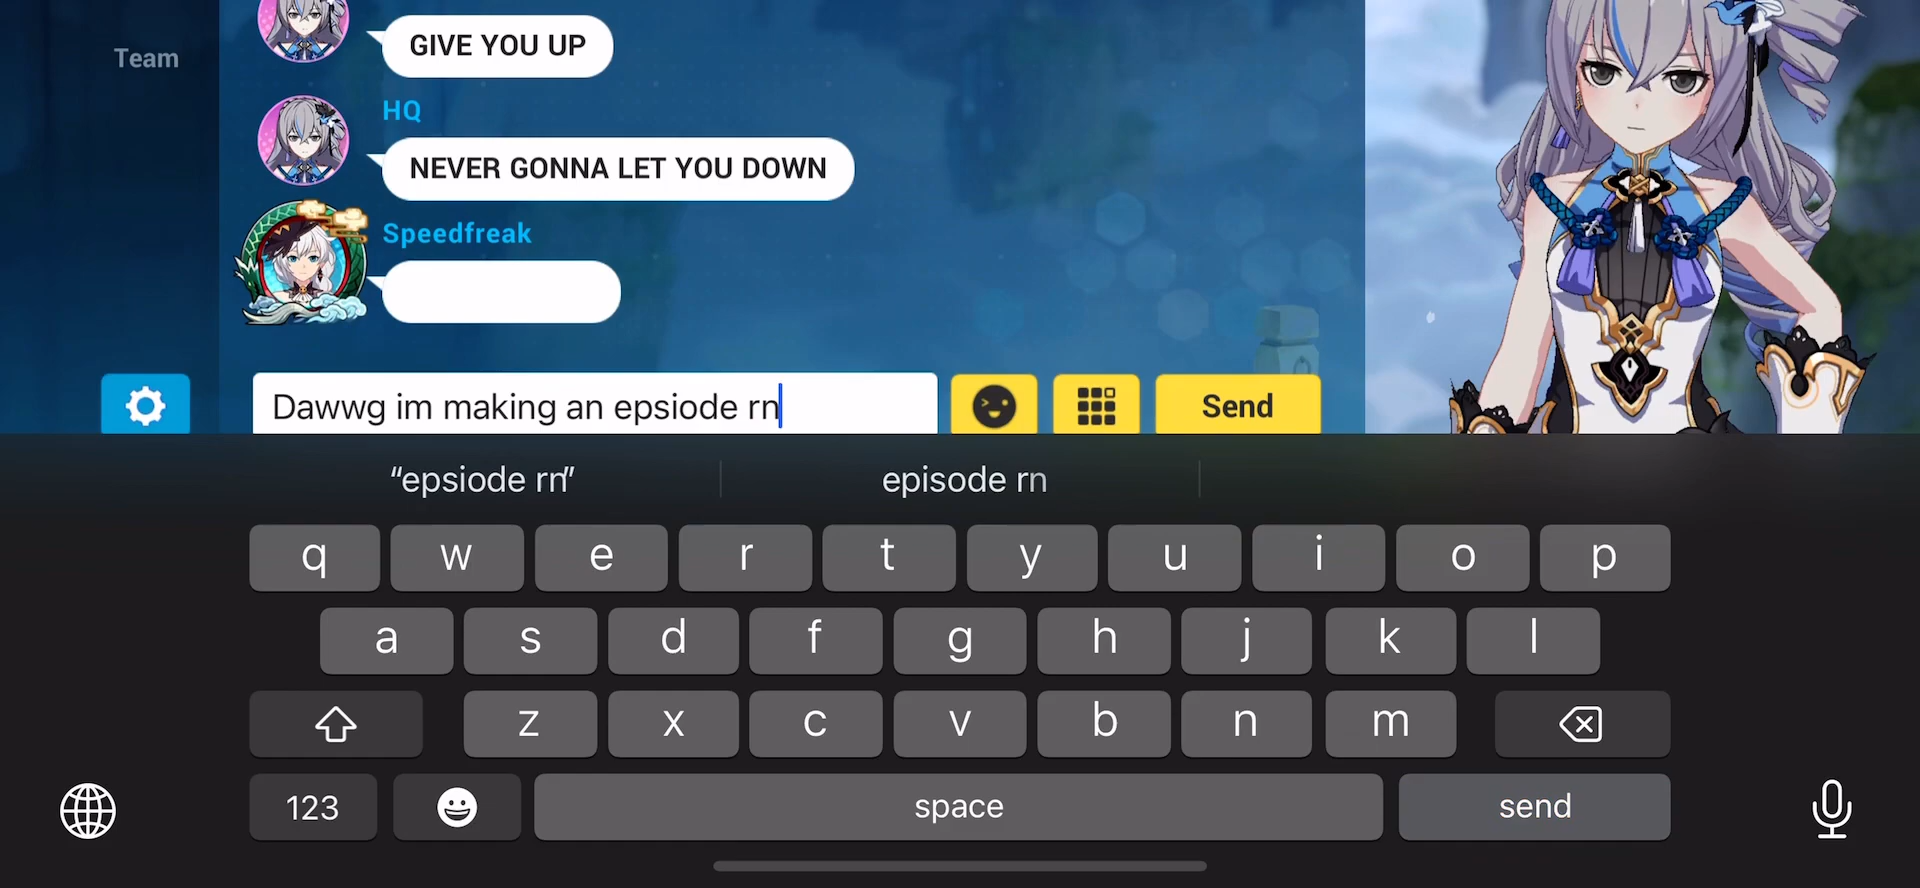 Team
GIVE YOU UP
HQ
NEVER GONNA LET YOU DOWN
Speedfreak
Dawwg im making an epsiode rn
Send
“epsiode rn”
episode rn
q w e r t y u i o p
a s d f g h j k l
z x c v b n m
123
space
send